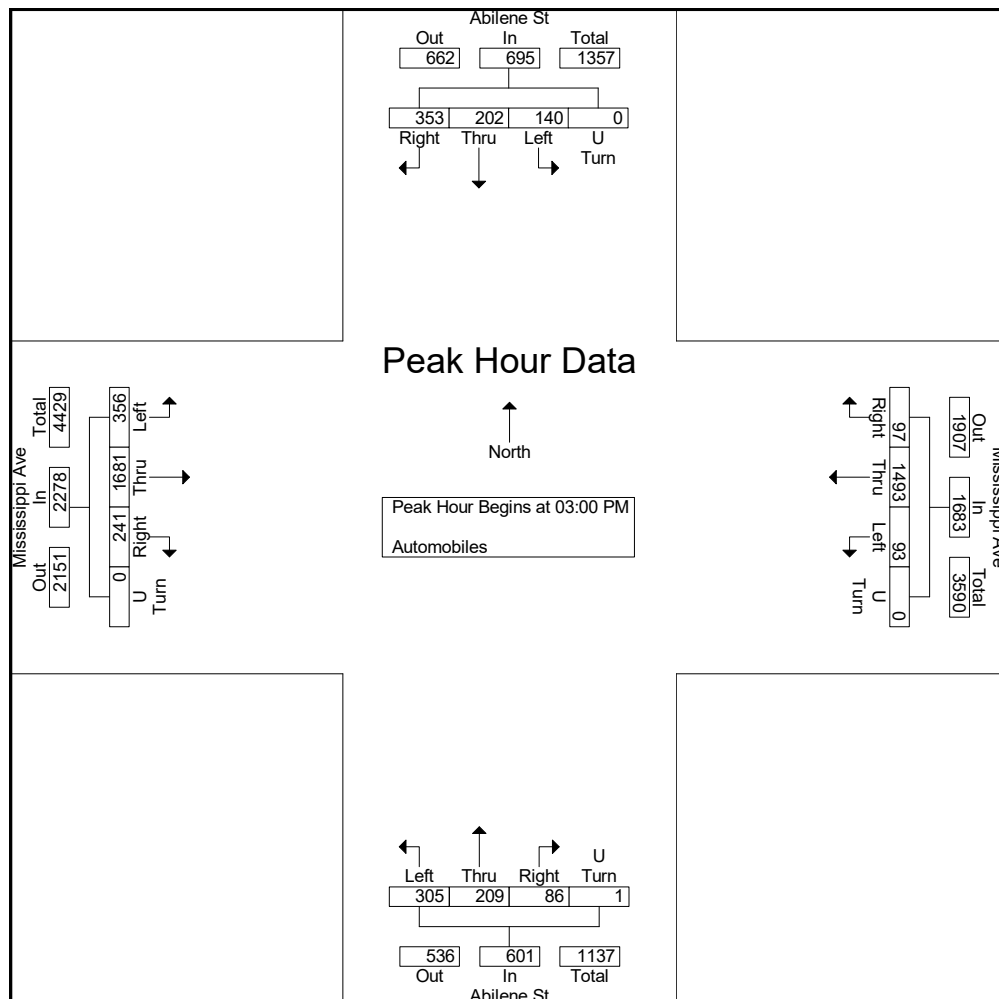 Abilene St
Out In Total
662 695 1357
353 202 140 0
Right Thru Left U
Turn
Peak Hour Data
North
Peak Hour Begins at 03:00 PM
Automobiles
Mississippi Ave
Total In Out
4429 2278 2151
356 1681 241 0
Left Thru Right U
Turn
Mississippi Ave
Out In Total
1907 1683 3590
97 1493 93 0
Right Thru Left U
Turn
U
Left Thru Right Turn
305 209 86 1
536 601 1137
Out In Total
Abilene St